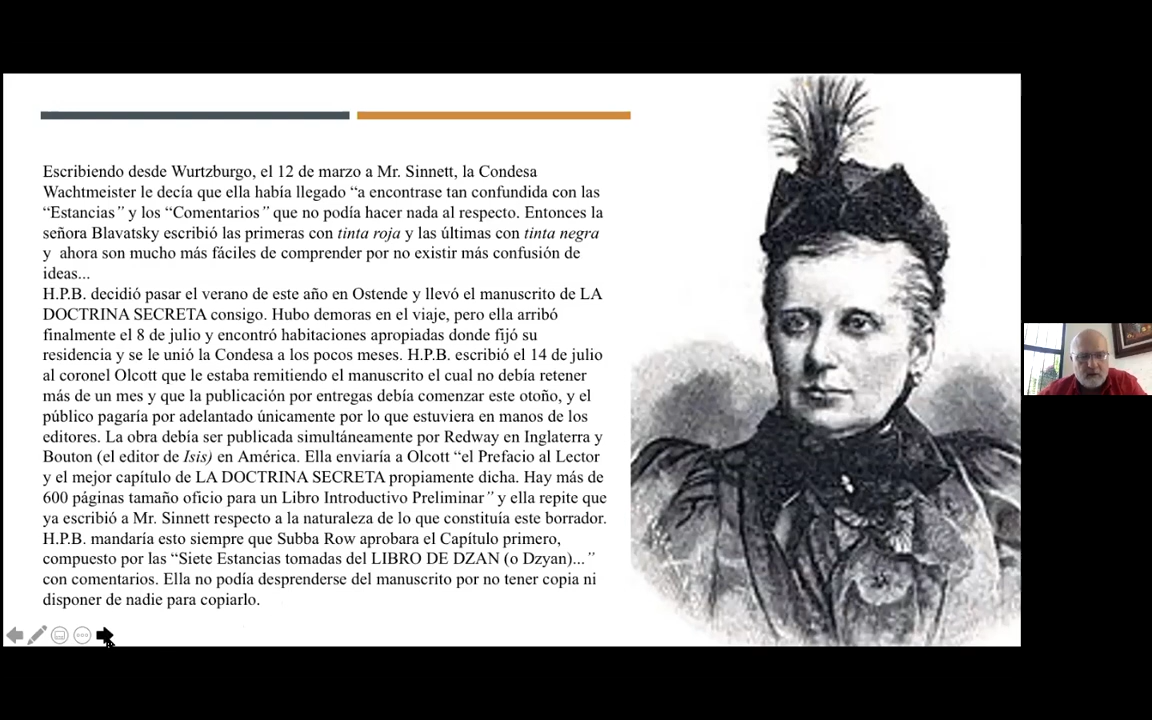 Escribiendo desde Wurtzburgo, el 12 de marzo a Mr. Sinnett, la Condesa
Wachtmeister le decía que ella había llegado “a encontrase tan confundida con las
“Estancias” y los “Comentarios” que no podía hacer nada al respecto. Entonces la
señora Blavatsky escribió las primeras con tinta roja y las últimas con tinta negra
y  ahora son mucho más fáciles de comprender por no existir más confusión de
ideas...
H.P.B. decidió pasar el verano de este año en Ostende y llevó el manuscrito de LA
DOCTRINA SECRETA consigo. Hubo demoras en el viaje, pero ella arribó
finalmente el 8 de julio y encontró habitaciones apropiadas donde fijó su
residencia y se le unió la Condesa a los pocos meses. H.P.B. escribió el 14 de julio
al coronel Olcott que le estaba remitiendo el manuscrito el cual no debía retener
más de un mes y que la publicación por entregas debía comenzar este otoño, y el
público pagaría por adelantado únicamente por lo que estuviera en manos de los
editores. La obra debía ser publicada simultáneamente por Redway en Inglaterra y
Bouton (el editor de Isis) en América. Ella enviaría a Olcott “el Prefacio al Lector
y el mejor capítulo de LA DOCTRINA SECRETA propiamente dicha. Hay más de
600 páginas tamaño oficio para un Libro Introductivo Preliminar” y ella repite que
ya escribió a Mr. Sinnett respecto a la naturaleza de lo que constituía este borrador.
H.P.B. mandaría esto siempre que Subba Row aprobara el Capítulo primero,
compuesto por las “Siete Estancias tomadas del LIBRO DE DZAN (o Dzyan)...”
con comentarios. Ella no podía desprenderse del manuscrito por no tener copia ni
disponer de nadie para copiarlo.